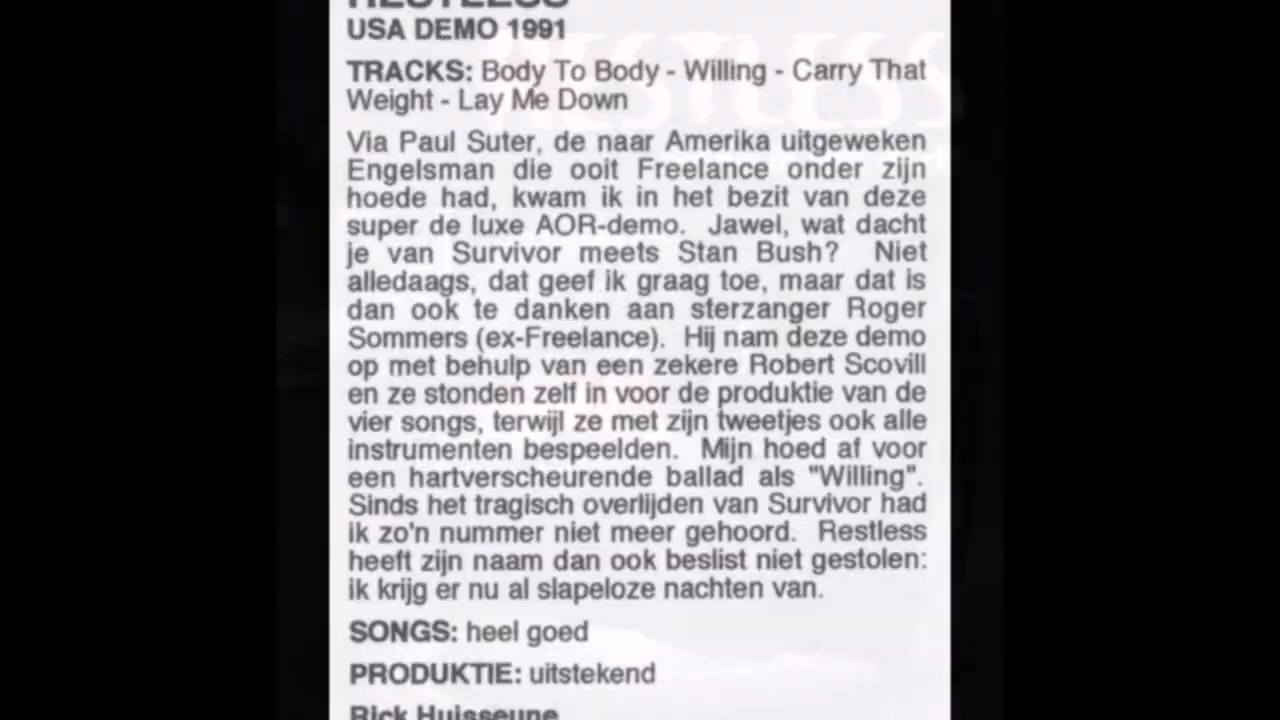 RESTLESS
USA DEMO 1991
TRACKS: Body To Body - Willing - Carry That
Weight - Lay Me Down
Via Paul Suter, de naar Amerika uitgeweken
Engelsman die ooit Freelance onder zijn
hoede had, kwam ik in het bezit van deze
super de luxe AOR-demo. Jawel, wat dacht
je van Survivor meets Stan Bush? Niet
alledaags, dat geef ik graag toe, maar dat is
dan ook te danken aan sterzanger Roger
Sommers (ex-Freelance). Hij nam deze demo
op met behulp van een zekere Robert Scovill
en ze stonden zelf in voor de produktie van de
vier songs, terwijl ze met zijn tweetjes ook alle
instrumenten bespeelden. Mijn hoed af voor
een hartverscheurende ballad als "Willing".
Sinds het tragisch overlijden van Survivor had
ik zo'n nummer niet meer gehoord. Restless
heeft zijn naam dan ook beslist niet gestolen:
ik krijg er nu al slapeloze nachten van.
SONGS: heel goed
PRODUKTIE: uitstekend
Rick Huisseune